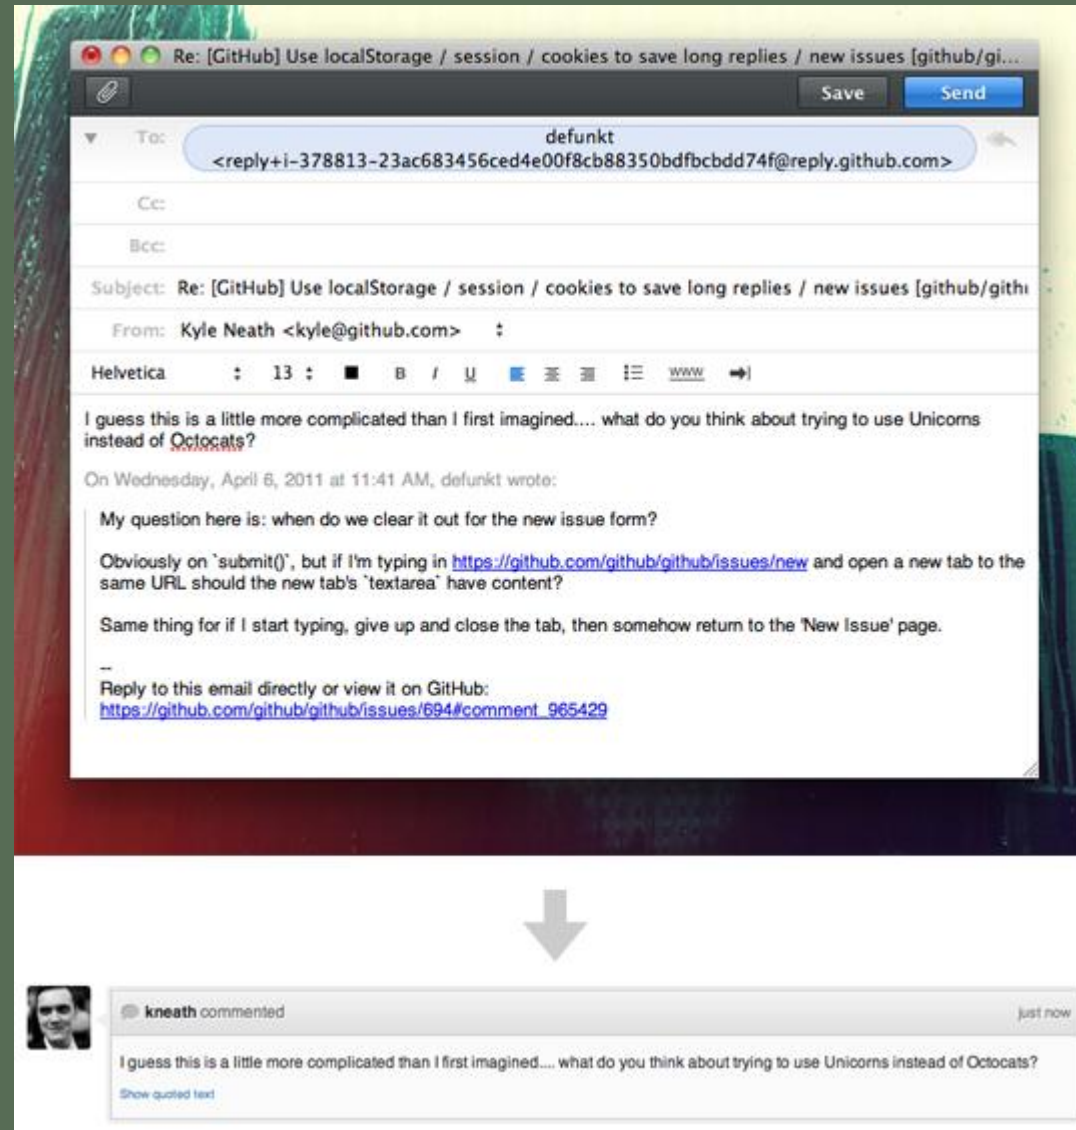 Re: [GitHub] Use localStorage / session / cookies to save long replies / new issues [github/gi...
Save Send
To: defunkt
<reply+i-378813-23ac683456ced4e00f8cb88350bdfbcbdd74f@reply.github.com>
Cc:
Bcc:
Subject: Re: [GitHub] Use localStorage / session / cookies to save long replies / new issues [github/githu
From: Kyle Neath <kyle@github.com>
Helvetica 13 B I U www
I guess this is a little more complicated than I first imagined.... what do you think about trying to use Unicorns
instead of Octocats?
On Wednesday, April 6, 2011 at 11:41 AM, defunkt wrote:
My question here is: when do we clear it out for the new issue form?
Obviously on `submit()`, but if I'm typing in https://github.com/github/github/issues/new and open a new tab to the
same URL should the new tab's `textarea` have content?
Same thing for if I start typing, give up and close the tab, then somehow return to the 'New Issue' page.
--
Reply to this email directly or view it on GitHub:
https://github.com/github/github/issues/694#comment_965429
kneath commented just now
I guess this is a little more complicated than I first imagined.... what do you think about trying to use Unicorns instead of Octocats?
Show quoted text